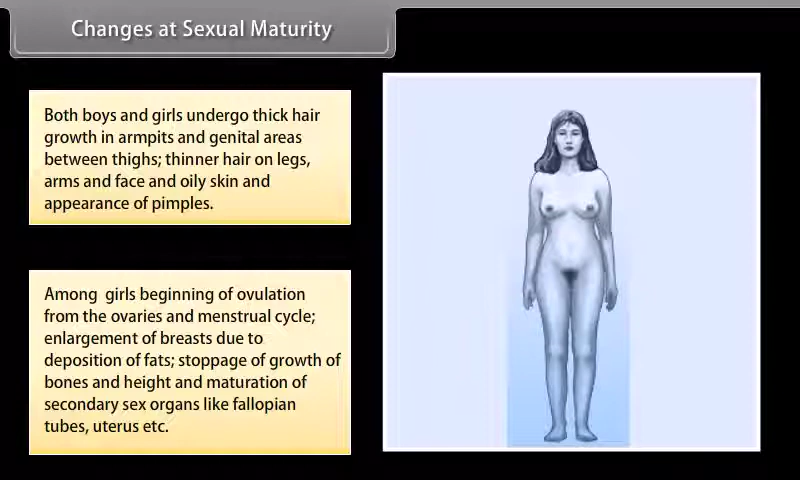 Changes at Sexual Maturity
Both boys and girls undergo thick hair
growth in armpits and genital areas
between thighs; thinner hair on legs,
arms and face and oily skin and
appearance of pimples.
Among girls beginning of ovulation
from the ovaries and menstrual cycle;
enlargement of breasts due to
deposition of fats; stoppage of growth of
bones and height and maturation of
secondary sex organs like fallopian
tubes, uterus etc.